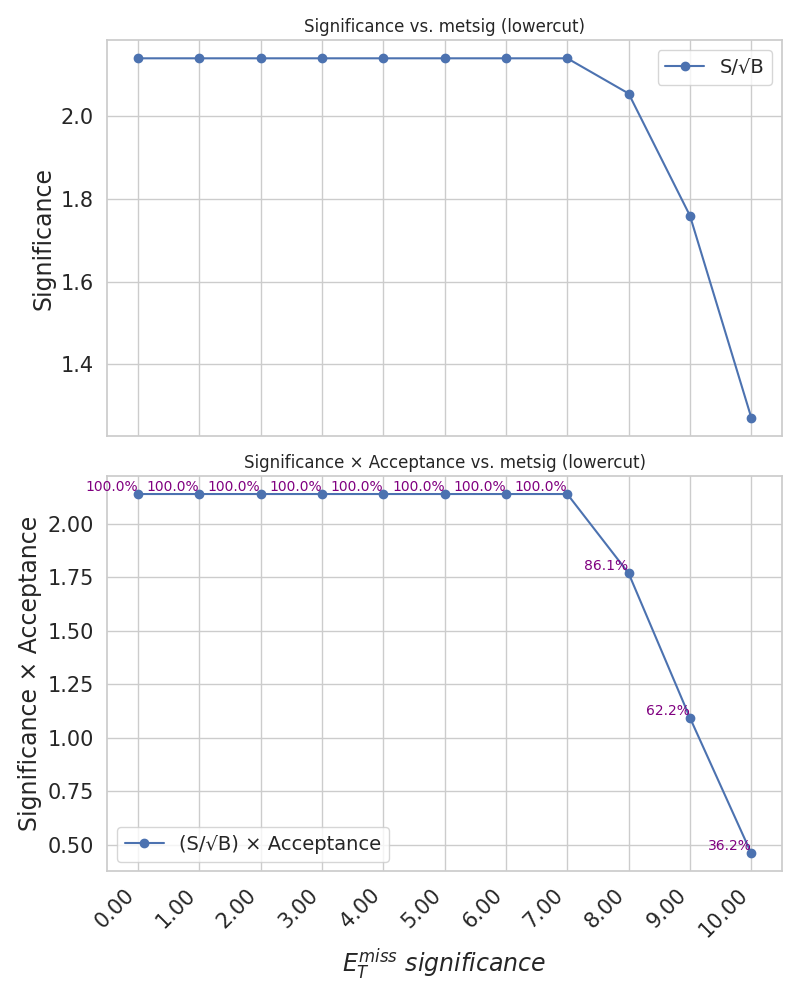 Significance vs. metsig (lowercut)
S/√B
2.0
1.8
1.6
1.4
Significance
Significance × Acceptance vs. metsig (lowercut)
100.0% 100.0% 100.0% 100.0% 100.0% 100.0% 100.0% 100.0%
86.1%
62.2%
36.2%
2.00
1.75
1.50
1.25
1.00
0.75
0.50
Significance × Acceptance
(S/√B) × Acceptance
0.00 1.00 2.00 3.00 4.00 5.00 6.00 7.00 8.00 9.00 10.00
$E_T^{miss}$ significance